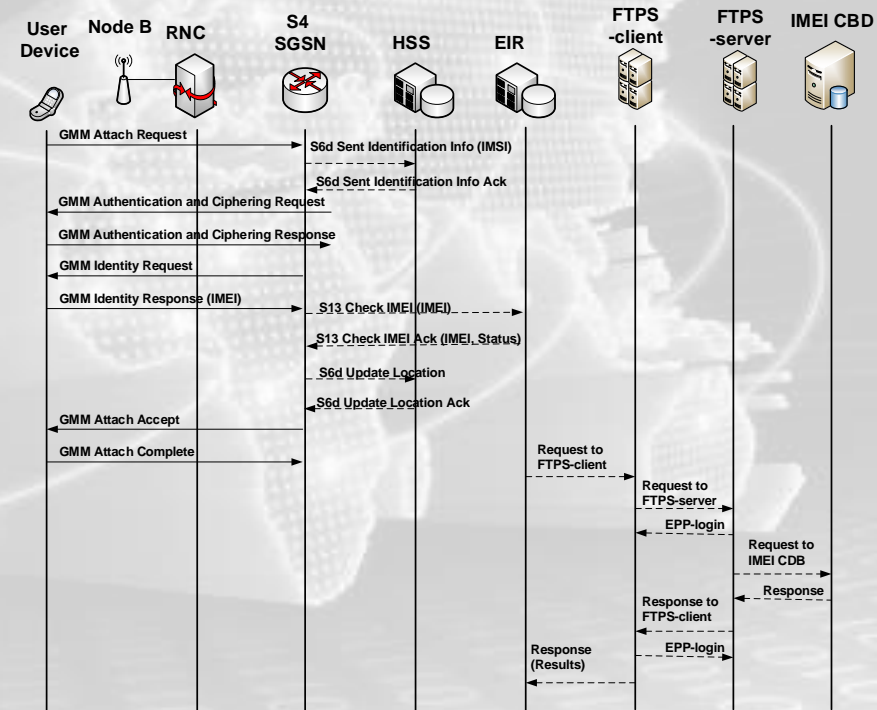 User
Device
Node B
RNC
S4
SGSN
HSS
EIR
FTPS
-client
FTPS
-server
IMEI CBD
GMM Attach Request
S6d Sent Identification Info (IMSI)
S6d Sent Identification Info Ack
GMM Authentication and Ciphering Request
GMM Authentication and Ciphering Response
GMM Identity Request
GMM Identity Response (IMEI)
S13 Check IMEI (IMEI)
S13 Check IMEI Ack (IMEI, Status)
S6d Update Location
S6d Update Location Ack
GMM Attach Accept
GMM Attach Complete
Request to
FTPS-client
Request to
FTPS-server
EPP-login
Request to
IMEI CDB
Response
Response to
FTPS-client
EPP-login
Response
(Results)